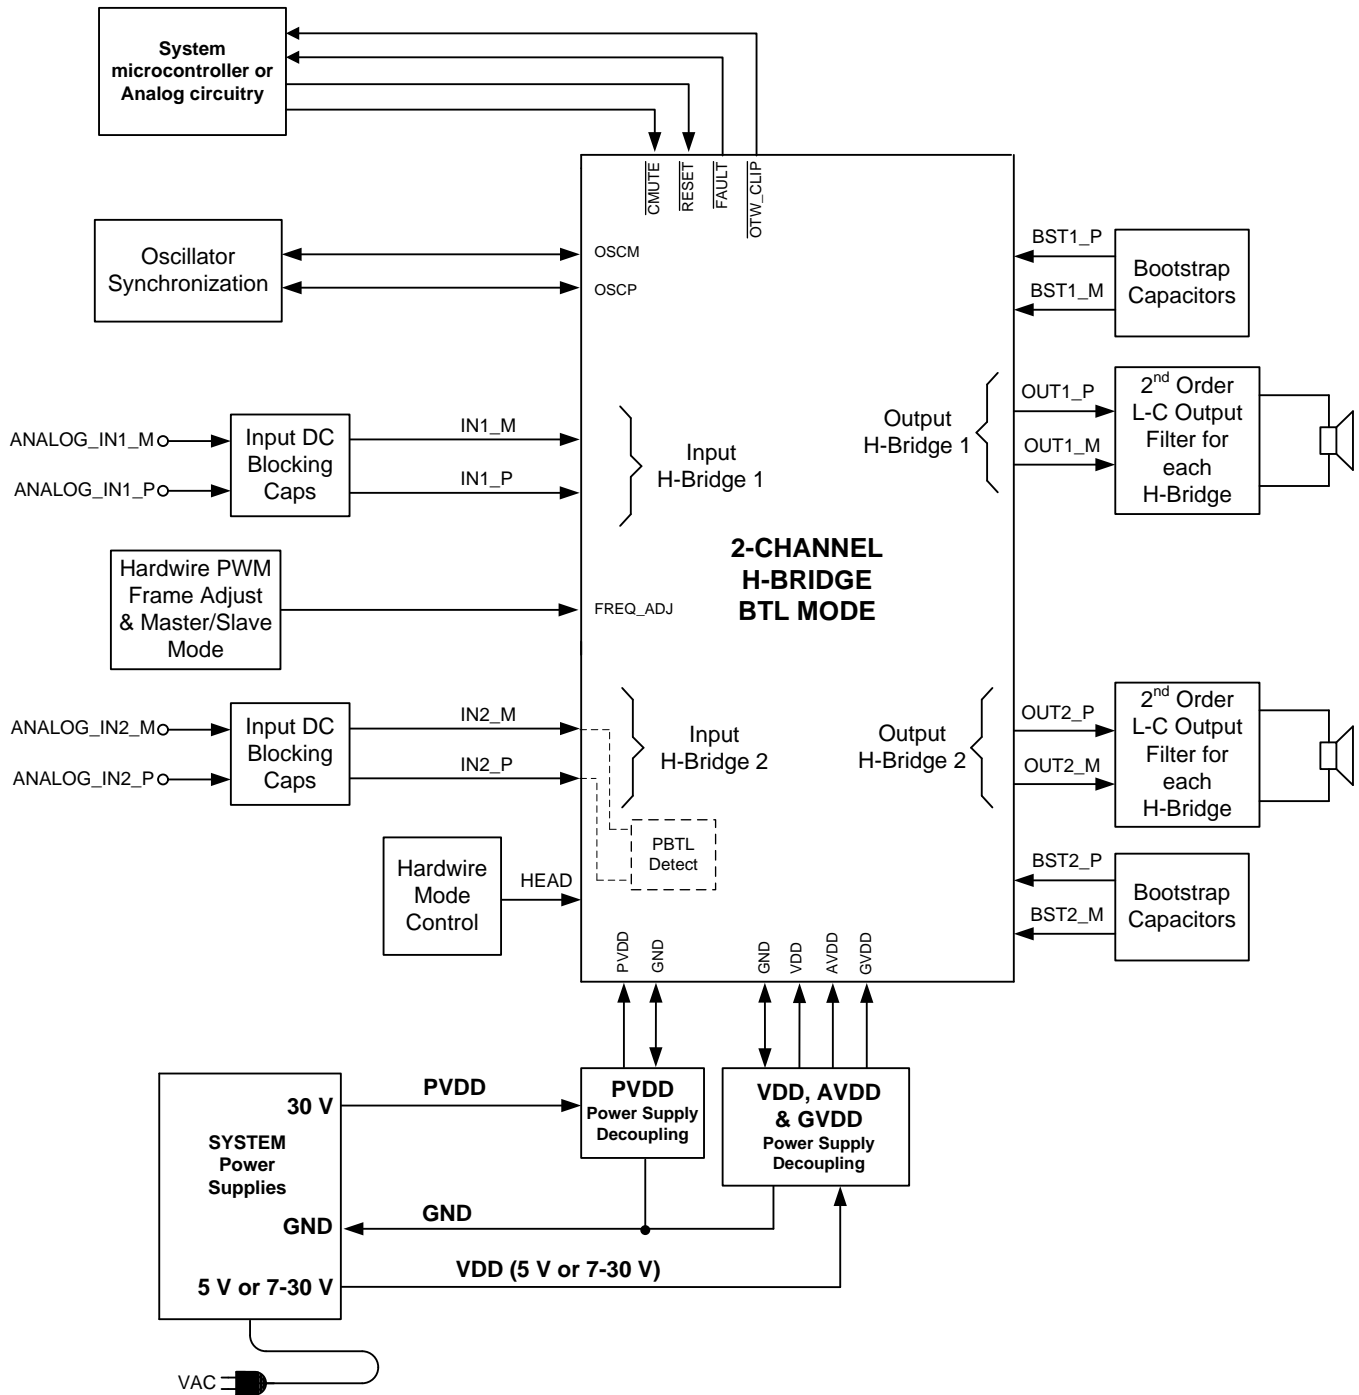 System
microcontroller or
Analog circuitry
CMUTE
RESET
FAULT
OTW_CLIP
Oscillator
Synchronization
OSCM
OSCP
BST1_P
BST1_M
Bootstrap
Capacitors
ANALOG_IN1_M
ANALOG_IN1_P
Input DC
Blocking
Caps
IN1_M
IN1_P
Input
H-Bridge 1
Output
H-Bridge 1
OUT1_P
OUT1_M
2nd Order
L-C Output
Filter for
each
H-Bridge
2-CHANNEL
H-BRIDGE
BTL MODE
Hardwire PWM
Frame Adjust
& Master/Slave
Mode
FREQ_ADJ
ANALOG_IN2_M
ANALOG_IN2_P
Input DC
Blocking
Caps
IN2_M
IN2_P
Input
H-Bridge 2
Output
H-Bridge 2
OUT2_P
OUT2_M
2nd Order
L-C Output
Filter for
each
H-Bridge
PBTL
Detect
Hardwire
Mode
Control
HEAD
BST2_P
BST2_M
Bootstrap
Capacitors
PVDD
GND
GND
VDD
AVDD
GVDD
30 V
SYSTEM
Power
Supplies
GND
5 V or 7-30 V
PVDD
PVDD
Power Supply
Decoupling
VDD, AVDD
& GVDD
Power Supply
Decoupling
GND
VDD (5 V or 7-30 V)
VAC